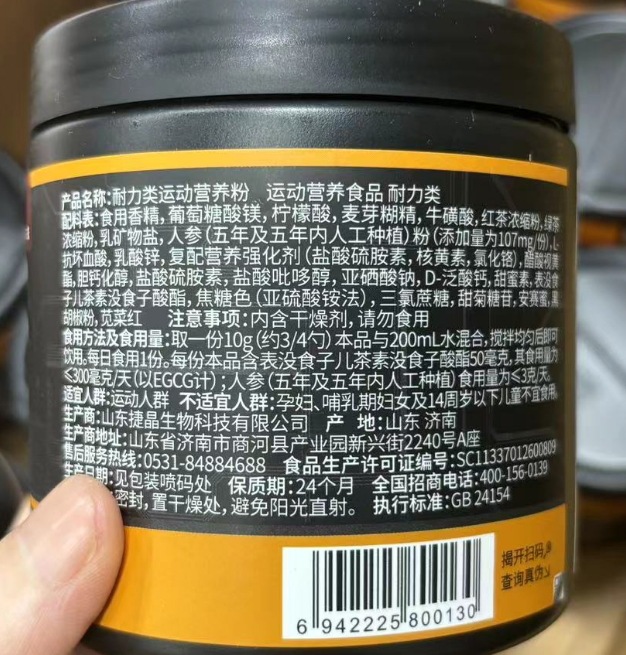 产品名称:耐力类运动营养粉 运动营养食品 耐力类
配料表:食用香精,葡萄糖酸镁,柠檬酸,麦芽糊精,牛磺酸,红茶浓缩粉,绿茶
浓缩粉,乳矿物盐,人参(五年及五年内人工种植)粉(添加量为107mg/份),L-
抗坏血酸,乳酸锌,复配营养强化剂(盐酸硫胺素,核黄素,氯化铬),醋酸视黄
酯,胆钙化醇,盐酸硫胺素,盐酸吡哆醇,亚硒酸钠,D-泛酸钙,甜蜜素,表没食
子儿茶素没食子酸酯,焦糖色(亚硫酸铵法),三氯蔗糖,甜菊糖苷,安赛蜜,黑
胡椒粉,苋菜红 注意事项:内含干燥剂,请勿食用
食用方法及食用量:取一份10g(约3/4勺)本品与200mL水混合,搅拌均匀后即可
饮用。每日食用1份。每份本品含表没食子儿茶素没食子酸酯50毫克,其食用量为
≤300毫克/天(以EGCG计);人参(五年及五年内人工种植)食用量为≤3克/天。
适宜人群:运动人群 不适宜人群:孕妇、哺乳期妇女及14周岁以下儿童不宜食用。
生产商:山东捷晶生物科技有限公司 产 地:山东 济南
生产商地址:山东省济南市商河县产业园新兴街2240号A座
售后服务热线:0531-84884688 食品生产许可证编号:SC11337012600809
生产日期:见包装喷码处 保质期:24个月 全国招商电话:400-156-0139
密封,置干燥处,避免阳光直射。 执行标准:GB 24154
揭开扫码
查询真伪
6 942225 800130